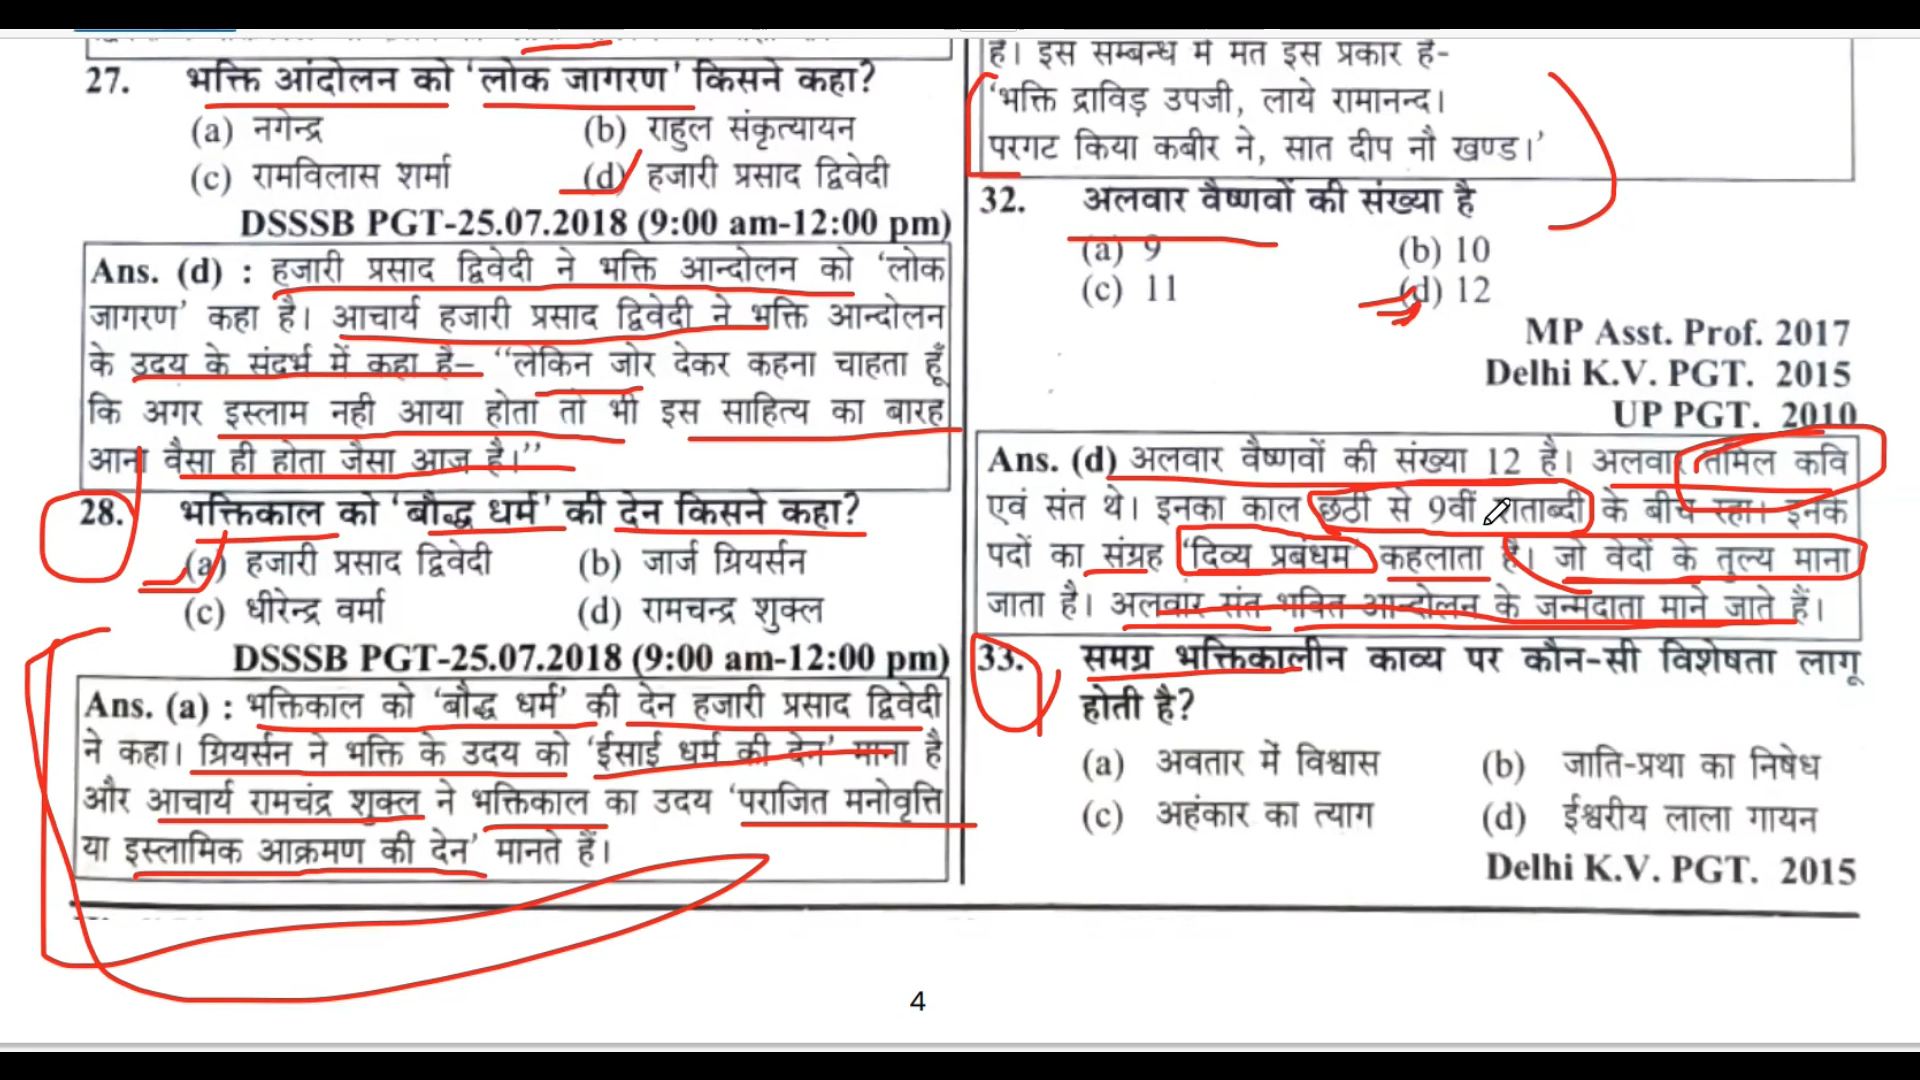 27. भक्ति आंदोलन को 'लोक जागरण' किसने कहा?
(a) नगेन्द्र (b) राहुल संकृत्यायन
(c) रामविलास शर्मा (d) हजारी प्रसाद द्विवेदी
DSSSB PGT-25.07.2018 (9:00 am-12:00 pm)
Ans. (d) : हजारी प्रसाद द्विवेदी ने भक्ति आन्दोलन को 'लोक
जागरण' कहा है। आचार्य हजारी प्रसाद द्विवेदी ने भक्ति आन्दोलन
के उदय के संदर्भ में कहा है– "लेकिन जोर देकर कहना चाहता हूँ
कि अगर इस्लाम नही आया होता तो भी इस साहित्य का बारह
आना वैसा ही होता जैसा आज है।"
28. भक्तिकाल को 'बौद्ध धर्म' की देन किसने कहा?
(a) हजारी प्रसाद द्विवेदी (b) जार्ज ग्रियर्सन
(c) धीरेन्द्र वर्मा (d) रामचन्द्र शुक्ल
DSSSB PGT-25.07.2018 (9:00 am-12:00 pm)
Ans. (a) : भक्तिकाल को 'बौद्ध धर्म' की देन हजारी प्रसाद द्विवेदी
ने कहा। ग्रियर्सन ने भक्ति के उदय को 'ईसाई धर्म की देन' माना है
और आचार्य रामचंद्र शुक्ल ने भक्तिकाल का उदय 'पराजित मनोवृत्ति
या इस्लामिक आक्रमण की देन' मानते हैं।
है। इस सम्बन्ध में मत इस प्रकार है-
'भक्ति द्राविड़ उपजी, लाये रामानन्द।
परगट किया कबीर ने, सात दीप नौ खण्ड।'
32. अलवार वैष्णवों की संख्या है
(a) 9 (b) 10
(c) 11 (d) 12
MP Asst. Prof. 2017
Delhi K.V. PGT. 2015
UP PGT. 2010
Ans. (d) अलवार वैष्णवों की संख्या 12 है। अलवार तमिल कवि
एवं संत थे। इनका काल छठी से 9वीं शताब्दी के बीच रहा। इनके
पदों का संग्रह 'दिव्य प्रबंधम' कहलाता है। जो वेदों के तुल्य माना
जाता है। अलवार संत भक्ति आन्दोलन के जन्मदाता माने जाते हैं।
33. समग्र भक्तिकालीन काव्य पर कौन-सी विशेषता लागू
होती है?
(a) अवतार में विश्वास (b) जाति-प्रथा का निषेध
(c) अहंकार का त्याग (d) ईश्वरीय लाला गायन
Delhi K.V. PGT. 2015
4